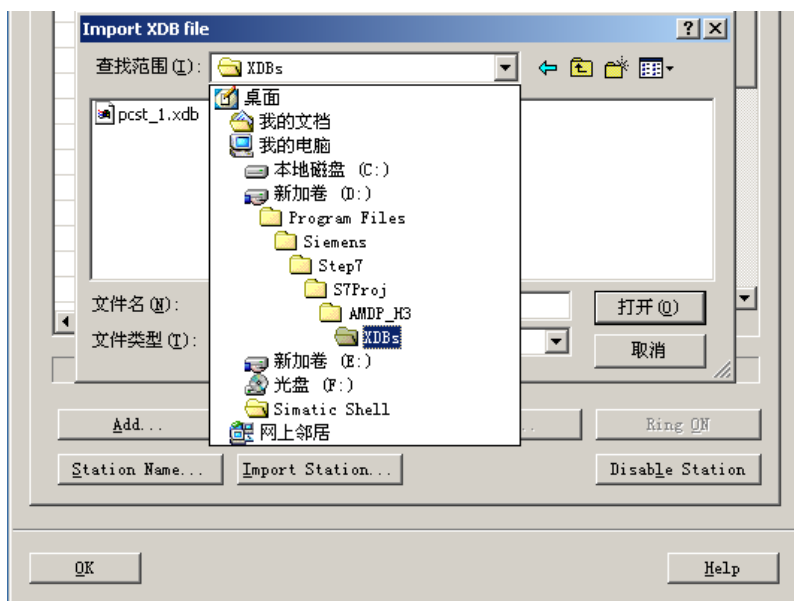 Import XDB file
查找范围(I):
XDBs
pcst_1.xdb
桌面
我的文档
我的电脑
本地磁盘 (C:)
新加卷 (D:)
Program Files
Siemens
Step7
S7Proj
AMDP_H3
XDBs
新加卷 (E:)
光盘 (F:)
Simatic Shell
网上邻居
文件名(N):
打开(O)
文件类型(T):
取消
Add...
Ring ON
Station Name...
Import Station...
Disable Station
OK
Help